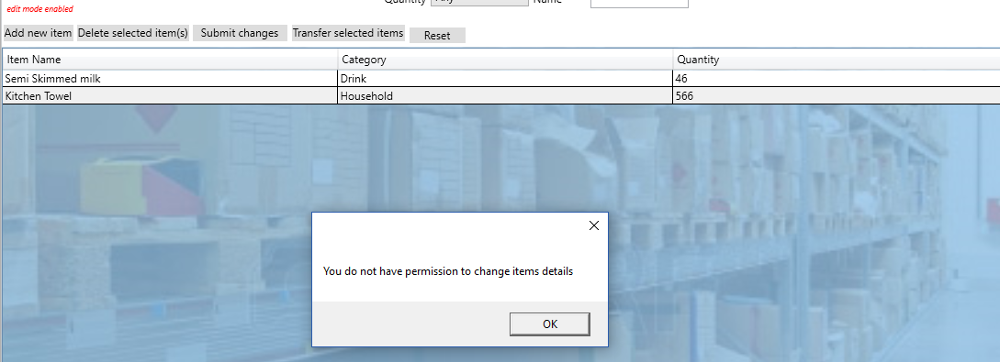 Quantity Any Name
edit mode enabled
Add new item Delete selected item(s) Submit changes Transfer selected items Reset
Item Name Category Quantity
Semi Skimmed milk Drink 46
Kitchen Towel Household 566
You do not have permission to change items details
OK